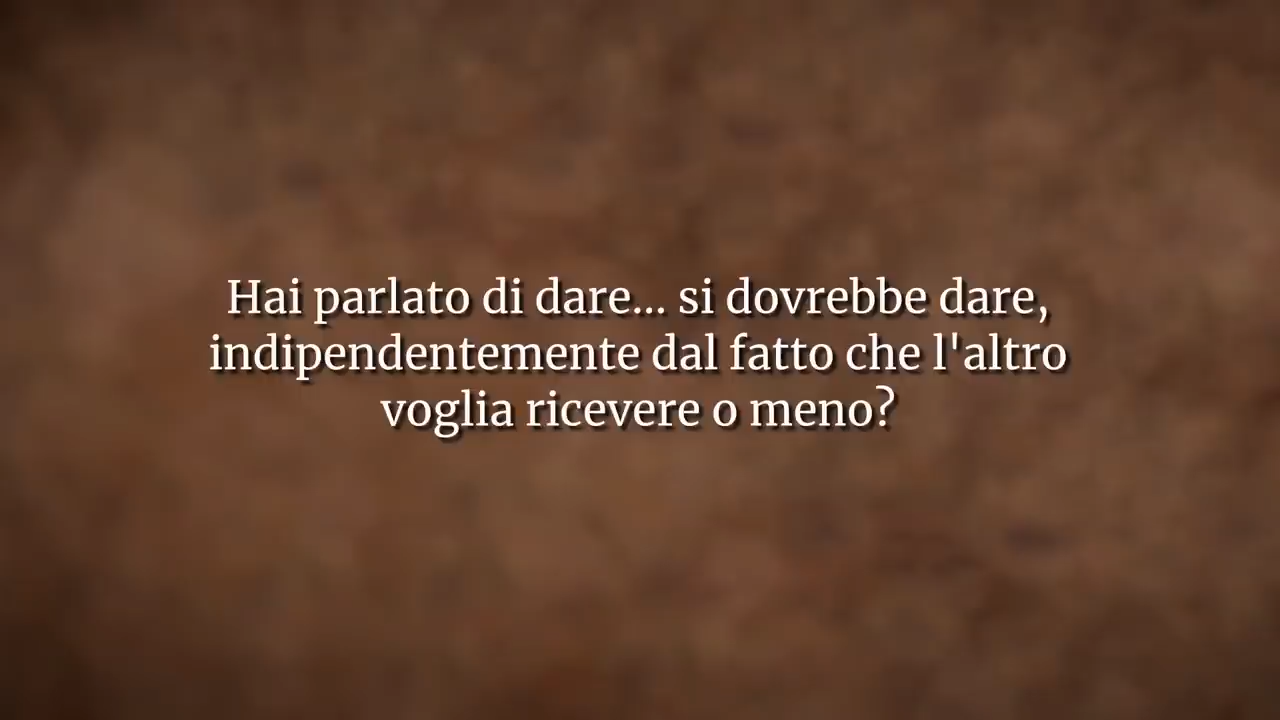 Hai parlato di dare... si dovrebbe dare,
indipendentemente dal fatto che l'altro
voglia ricevere o meno?